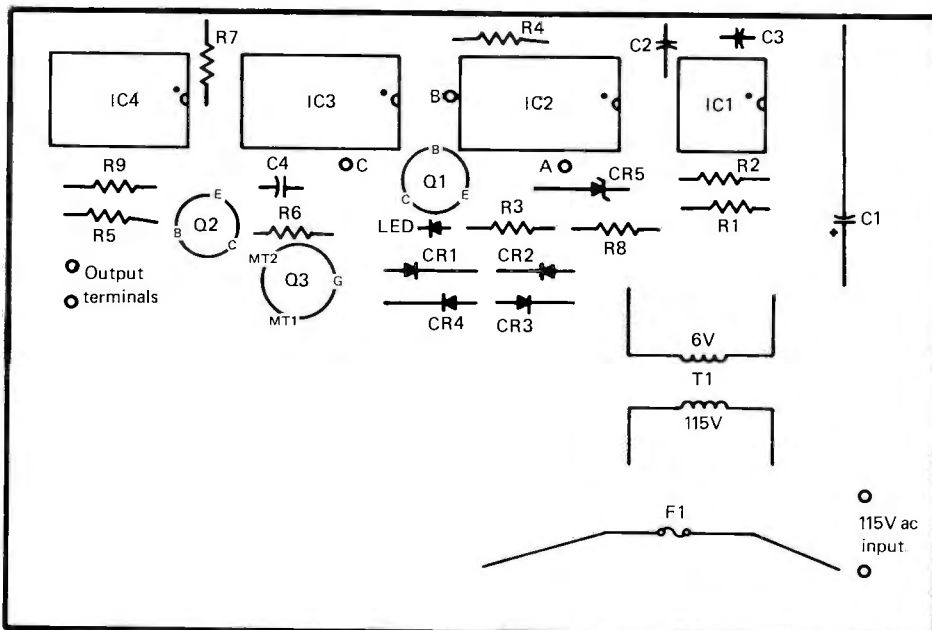 R7
R4
C2
C3
IC4
IC3
B
IC2
IC1
C
A
B
Q1
C
E
R9
C4
CR5
R2
R5
E
Q2
B
C
R6
LED
R3
R8
R1
C1
+
Output
terminals
MT2
Q3
G
MT1
CR1
CR2
CR4
CR3
6V
T1
115V
F1
115V ac
input